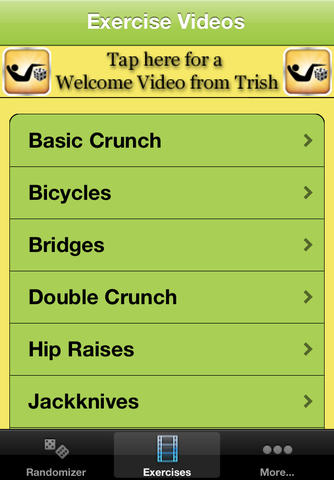 Exercise Videos
Tap here for a
Welcome Video from Trish
Basic Crunch
Bicycles
Bridges
Double Crunch
Hip Raises
Jackknives
Randomizer
Exercises
More...